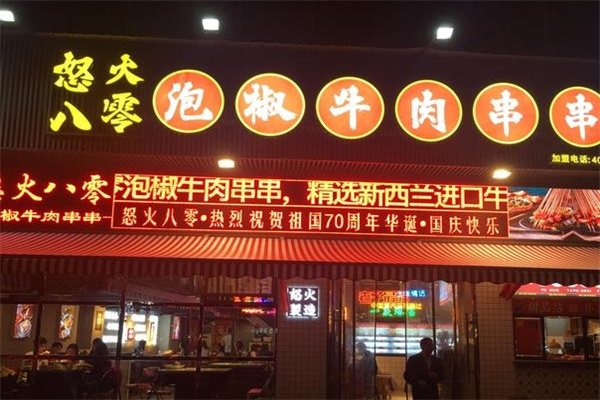 怒火
八零
泡椒牛肉串串
加盟电话:40
火八零
椒牛肉串串
泡椒牛肉串串，精选新西兰进口牛
怒火八零·热烈祝贺祖国70周年华诞·国庆快乐
怒火
製造